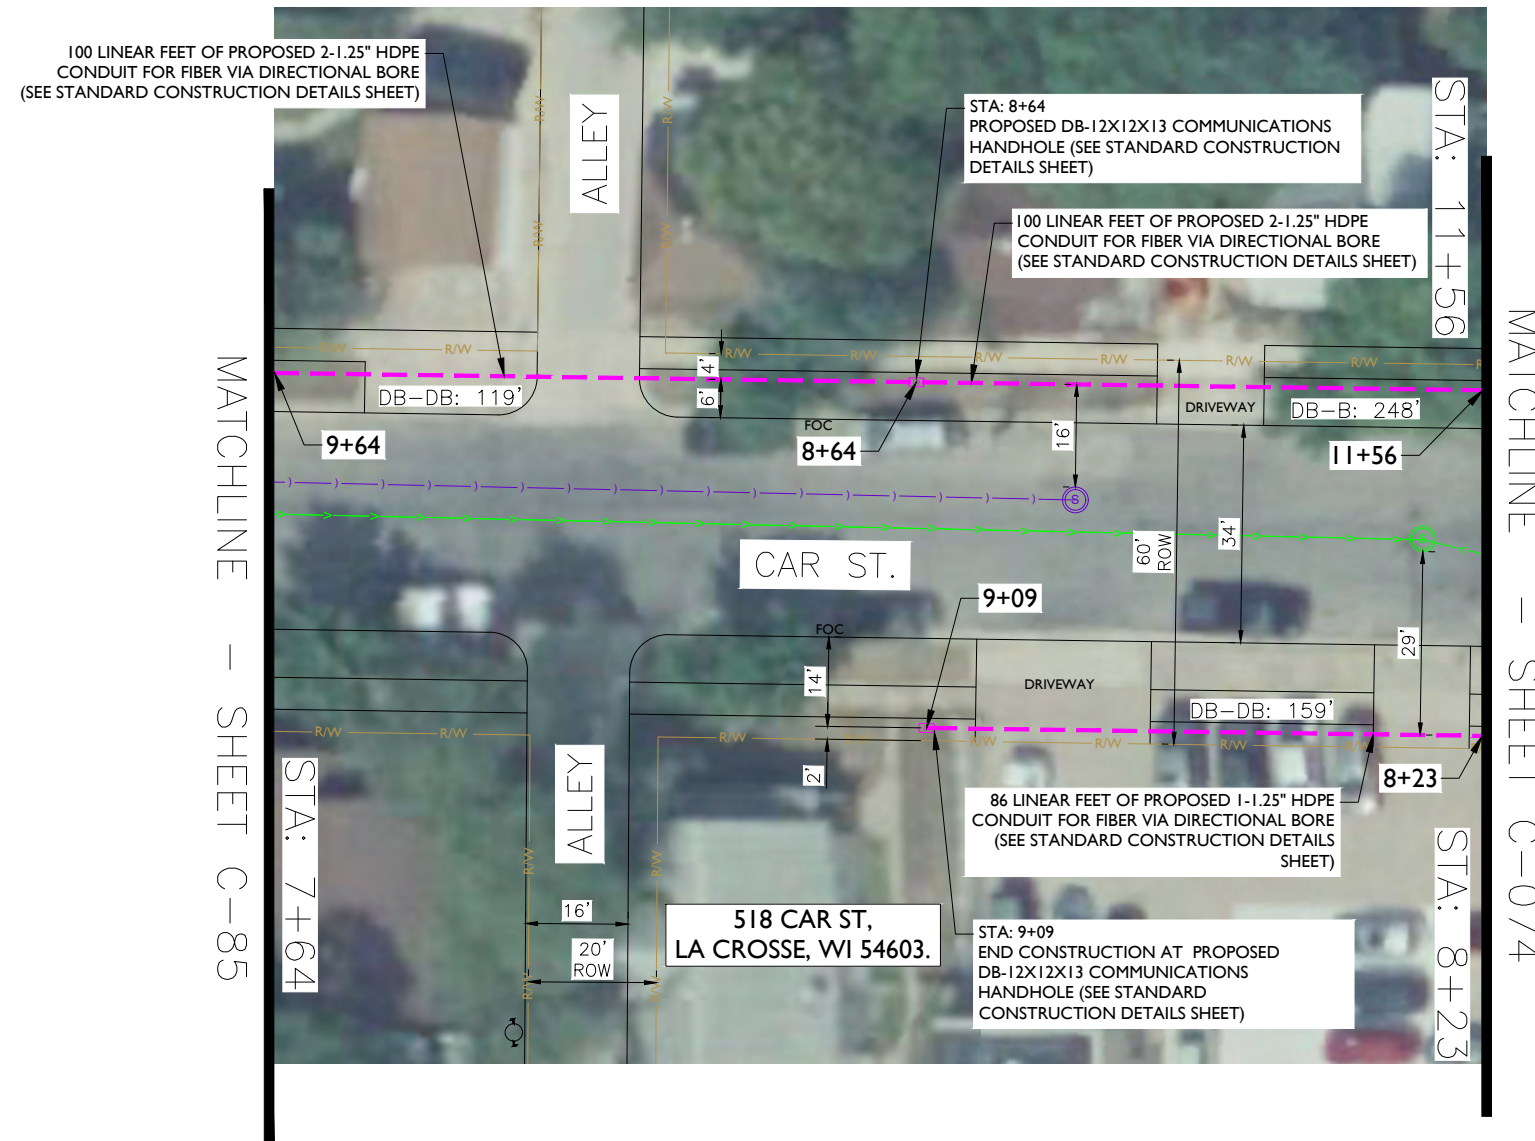 100 LINEAR FEET OF PROPOSED 2-1.25" HDPE
CONDUIT FOR FIBER VIA DIRECTIONAL BORE
(SEE STANDARD CONSTRUCTION DETAILS SHEET)
ALLEY
STA: 8+64
PROPOSED DB-12X12X13 COMMUNICATIONS
HANDHOLE (SEE STANDARD CONSTRUCTION
DETAILS SHEET)
100 LINEAR FEET OF PROPOSED 2-1.25" HDPE
CONDUIT FOR FIBER VIA DIRECTIONAL BORE
(SEE STANDARD CONSTRUCTION DETAILS SHEET)
STA: 11+56
MATCHLINE - SHEET C-85
MATCHLINE - SHEET C-074
R/W
R/W
R/W
R/W
R/W
R/W
R/W
R/W
R/W
R/W
R/W
R/W
R/W
4'
6'
DB-DB: 119'
DRIVEWAY
DB-B: 248'
9+64
FOC
8+64
16'
11+56
S
34'
60'
ROW
CAR ST.
S
9+09
FOC
29'
14'
DRIVEWAY
DB-DB: 159'
R/W
R/W
R/W
R/W
R/W
R/W
R/W
R/W
2'
8+23
STA: 7+64
ALLEY
86 LINEAR FEET OF PROPOSED 1-1.25" HDPE
CONDUIT FOR FIBER VIA DIRECTIONAL BORE
(SEE STANDARD CONSTRUCTION DETAILS
SHEET)
R/W
R/W
STA: 8+23
16'
518 CAR ST,
LA CROSSE, WI 54603.
20'
ROW
R/W
R/W
STA: 9+09
END CONSTRUCTION AT PROPOSED
DB-12X12X13 COMMUNICATIONS
HANDHOLE (SEE STANDARD
CONSTRUCTION DETAILS SHEET)